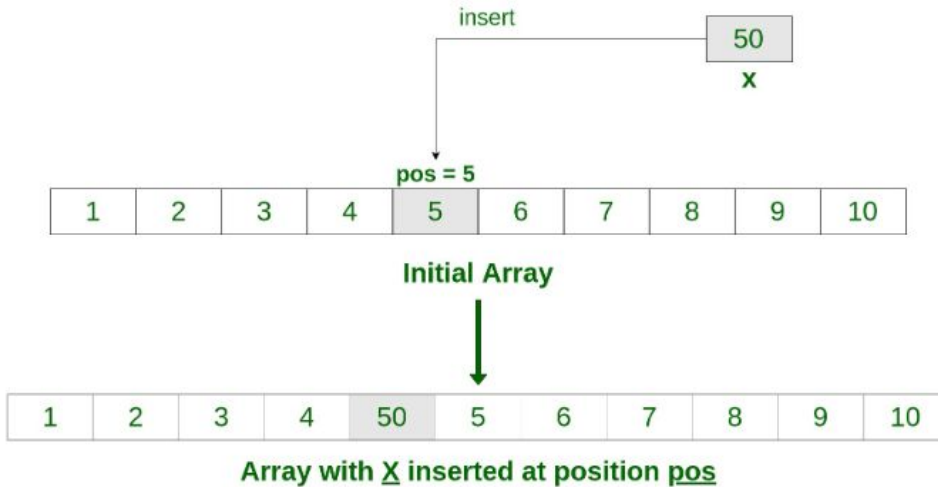 insert
50
x
pos = 5
1 2 3 4 5 6 7 8 9 10
Initial Array
1 2 3 4 50 5 6 7 8 9 10
Array with X inserted at position pos